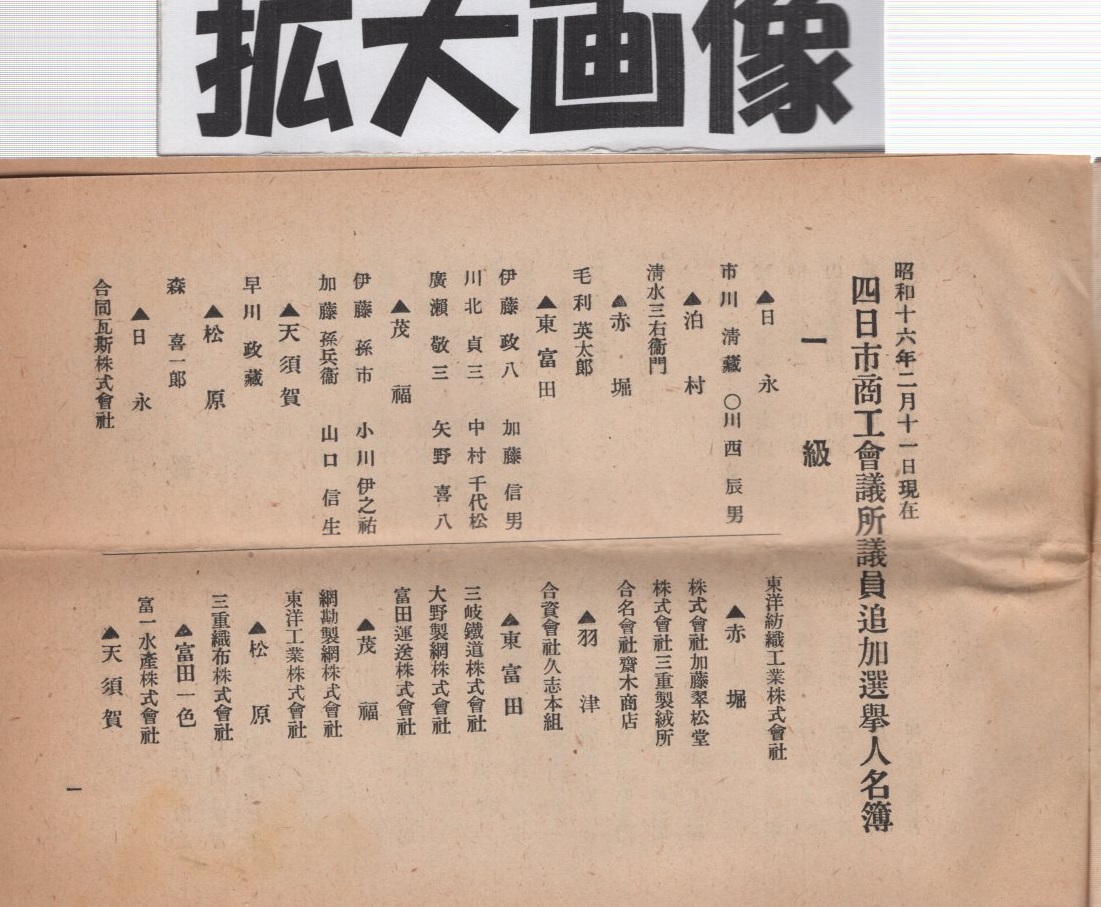 拡大画像
昭和十六年二月十一日現在
四日市商工會議所議員追加選擧人名簿
一級
▲日永
市川淸藏 〇川西辰男
▲泊村
淸水三右衞門
▲赤堀
毛利英太郎
▲東富田
伊藤政八 加藤信男
川北貞三 中村千代松
廣瀨敬三 矢野喜八
▲茂福
伊藤孫市 小川伊之祐
加藤孫兵衞 山口信生
▲天須賀
早川政藏
▲松原
森喜一郎
▲日永
合同瓦斯株式會社
東洋紡織工業株式會社
▲赤堀
株式會社加藤翠松堂
株式會社三重製絨所
合名會社齋木商店
▲羽津
合資會社久志本組
▲東富田
三岐鐵道株式會社
大野製網株式會社
富田運送株式會社
▲茂福
網勘製網株式會社
東洋工業株式會社
▲松原
三重織布株式會社
▲富田一色
富一水產株式會社
▲天須賀
一